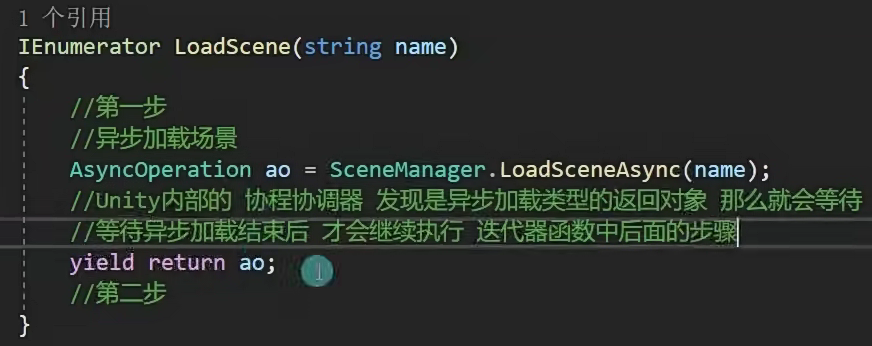 1 个引用
IEnumerator LoadScene(string name)
{
//第一步
//异步加载场景
AsyncOperation ao = SceneManager.LoadSceneAsync(name);
//Unity内部的 协程协调器 发现是异步加载类型的返回对象 那么就会等待
//等待异步加载结束后 才会继续执行 迭代器函数中后面的步骤
yield return ao;
//第二步
}